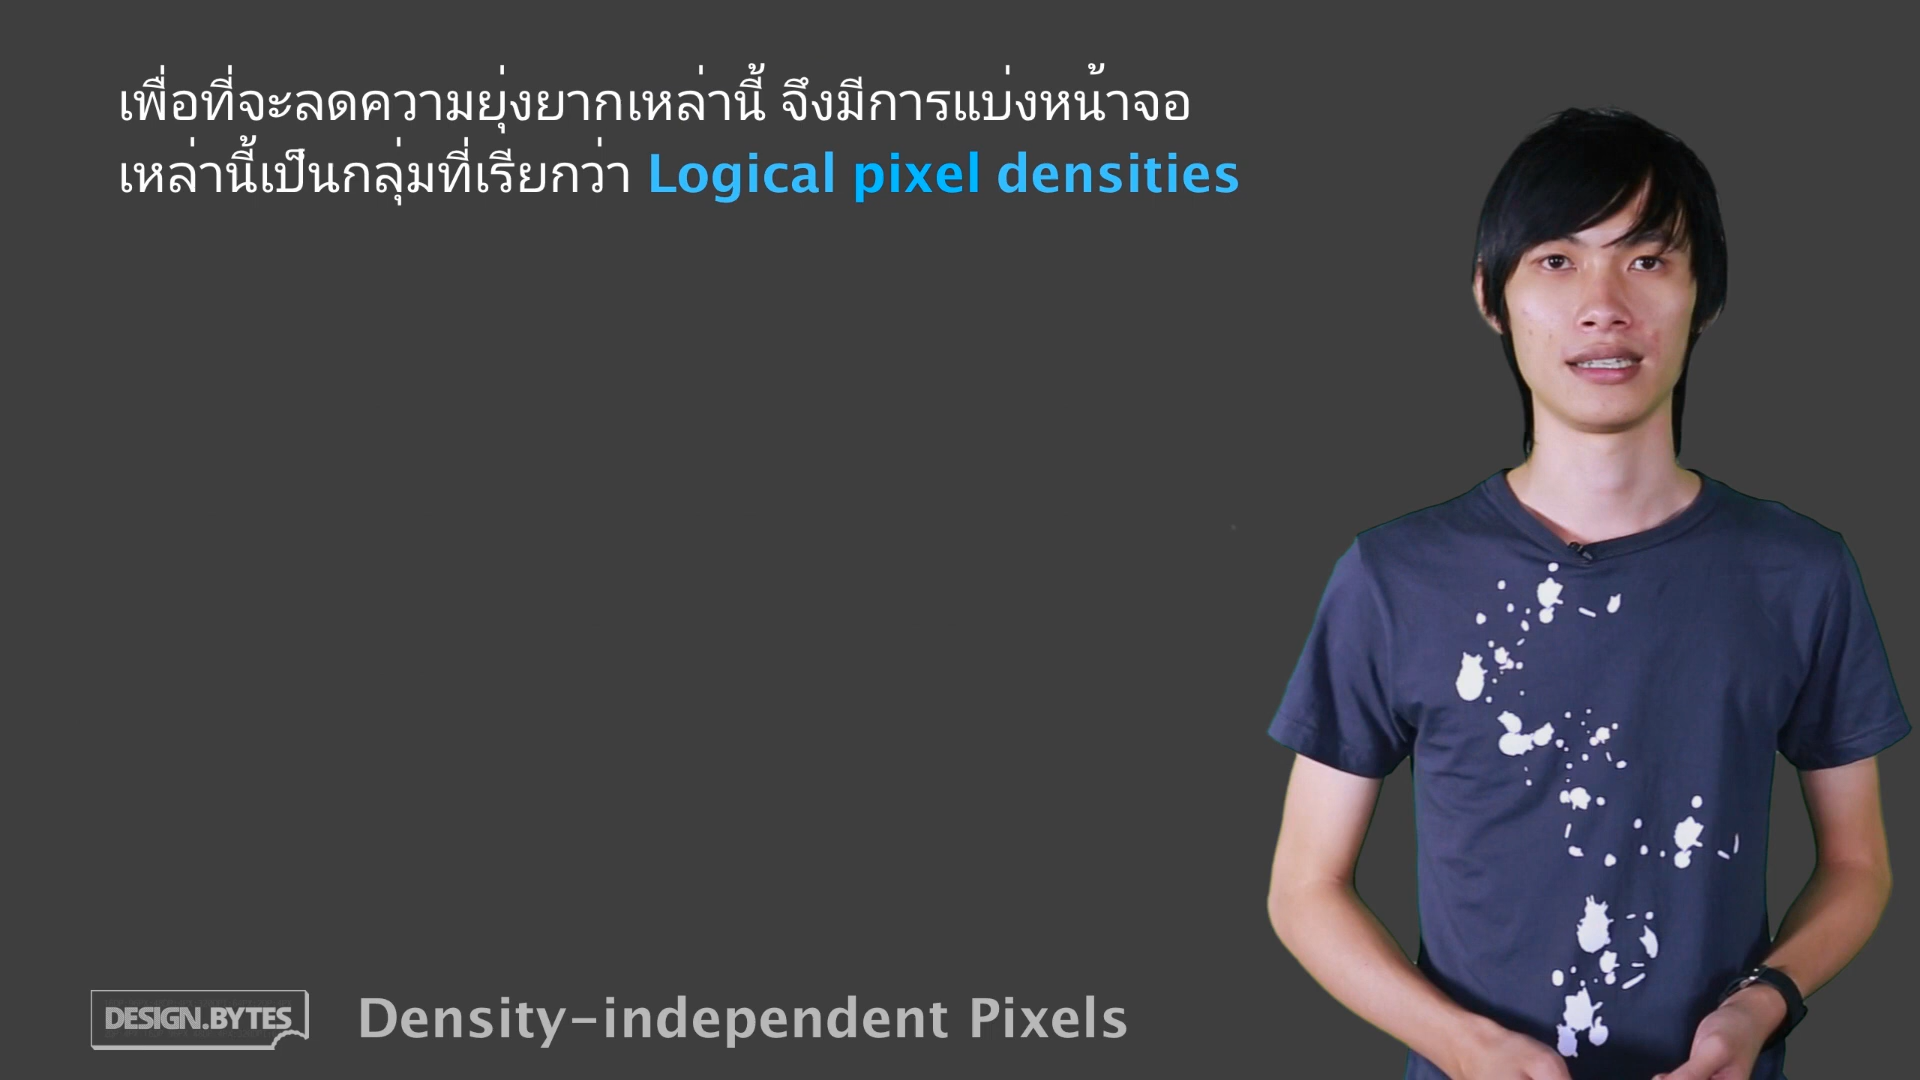 เพื่อที่จะลดความยุ่งยากเหล่านี้ จึงมีการแบ่งหน้าจอ
เหล่านี้เป็นกลุ่มที่เรียกว่า Logical pixel densities
DESIGN.BYTES
Density-independent Pixels